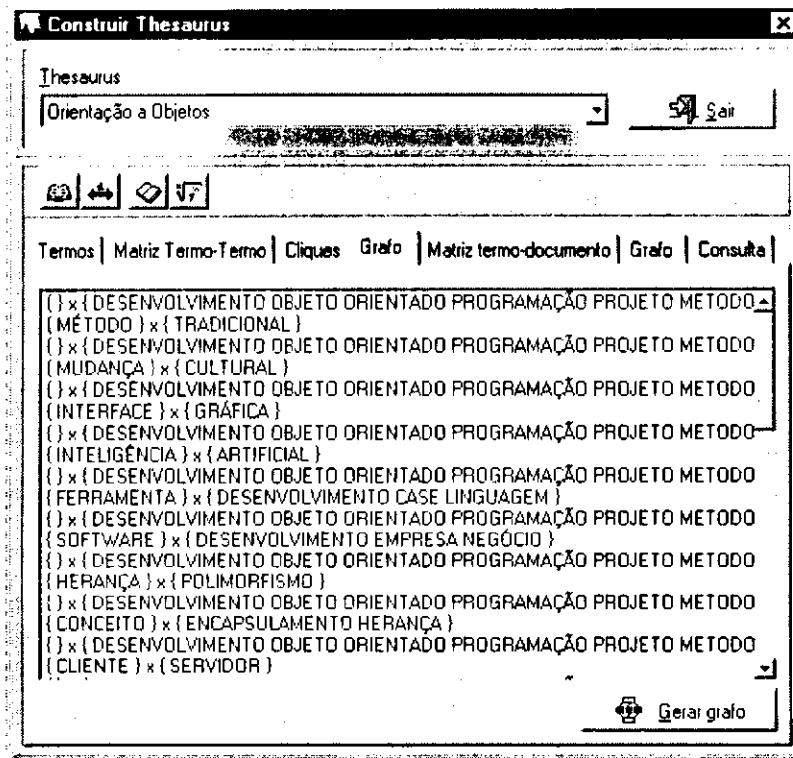 Construir Thesaurus
Thesaurus
Orientação a Objetos
Sair
Termos Matriz Termo-Termo Cliques Grafo Matriz termo-documento Grafo Consulta
{ } x { DESENVOLVIMENTO OBJETO ORIENTADO PROGRAMAÇÃO PROJETO METODO
{ MÉTODO } x { TRADICIONAL }
{ } x { DESENVOLVIMENTO OBJETO ORIENTADO PROGRAMAÇÃO PROJETO METODO
{ MUDANÇA } x { CULTURAL }
{ } x { DESENVOLVIMENTO OBJETO ORIENTADO PROGRAMAÇÃO PROJETO METODO
{ INTERFACE } x { GRÁFICA }
{ } x { DESENVOLVIMENTO OBJETO ORIENTADO PROGRAMAÇÃO PROJETO METODO
{ INTELIGÊNCIA } x { ARTIFICIAL }
{ } x { DESENVOLVIMENTO OBJETO ORIENTADO PROGRAMAÇÃO PROJETO METODO
{ FERRAMENTA } x { DESENVOLVIMENTO CASE LINGUAGEM }
{ } x { DESENVOLVIMENTO OBJETO ORIENTADO PROGRAMAÇÃO PROJETO METODO
{ SOFTWARE } x { DESENVOLVIMENTO EMPRESA NEGÓCIO }
{ } x { DESENVOLVIMENTO OBJETO ORIENTADO PROGRAMAÇÃO PROJETO METODO
{ HERANÇA } x { POLIMORFISMO }
{ } x { DESENVOLVIMENTO OBJETO ORIENTADO PROGRAMAÇÃO PROJETO METODO
{ CONCEITO } x { ENCAPSULAMENTO HERANÇA }
{ } x { DESENVOLVIMENTO OBJETO ORIENTADO PROGRAMAÇÃO PROJETO METODO
{ CLIENTE } x { SERVIDOR }
Gerar grafo